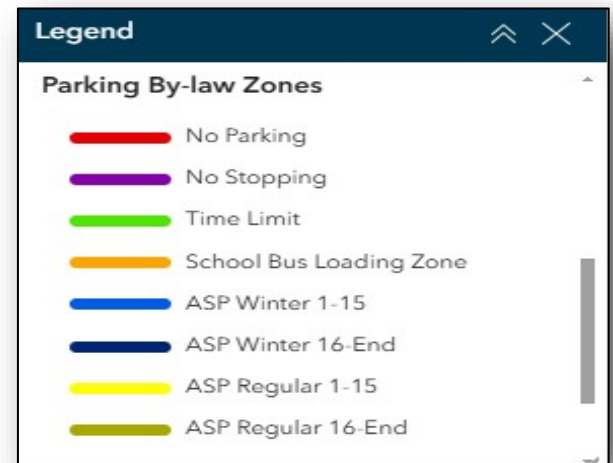 Legend
Parking By-law Zones
No Parking
No Stopping
Time Limit
School Bus Loading Zone
ASP Winter 1-15
ASP Winter 16-End
ASP Regular 1-15
ASP Regular 16-End